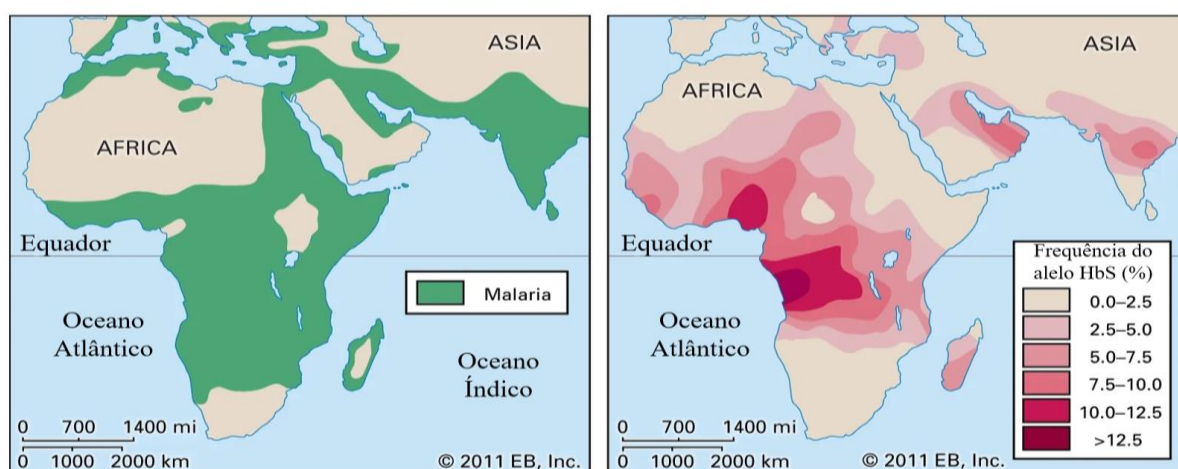 ASIA
AFRICA
Equador
Malaria
Oceano
Atlântico
Oceano
Índico
0 700 1400 mi
0 1000 2000 km
© 2011 EB, Inc.
ASIA
AFRICA
Equador
Frequência do
alelo HbS (%)
0.0–2.5
2.5–5.0
5.0–7.5
7.5–10.0
10.0–12.5
>12.5
Oceano
Atlântico
0 700 1400 mi
0 1000 2000 km
© 2011 EB, Inc.